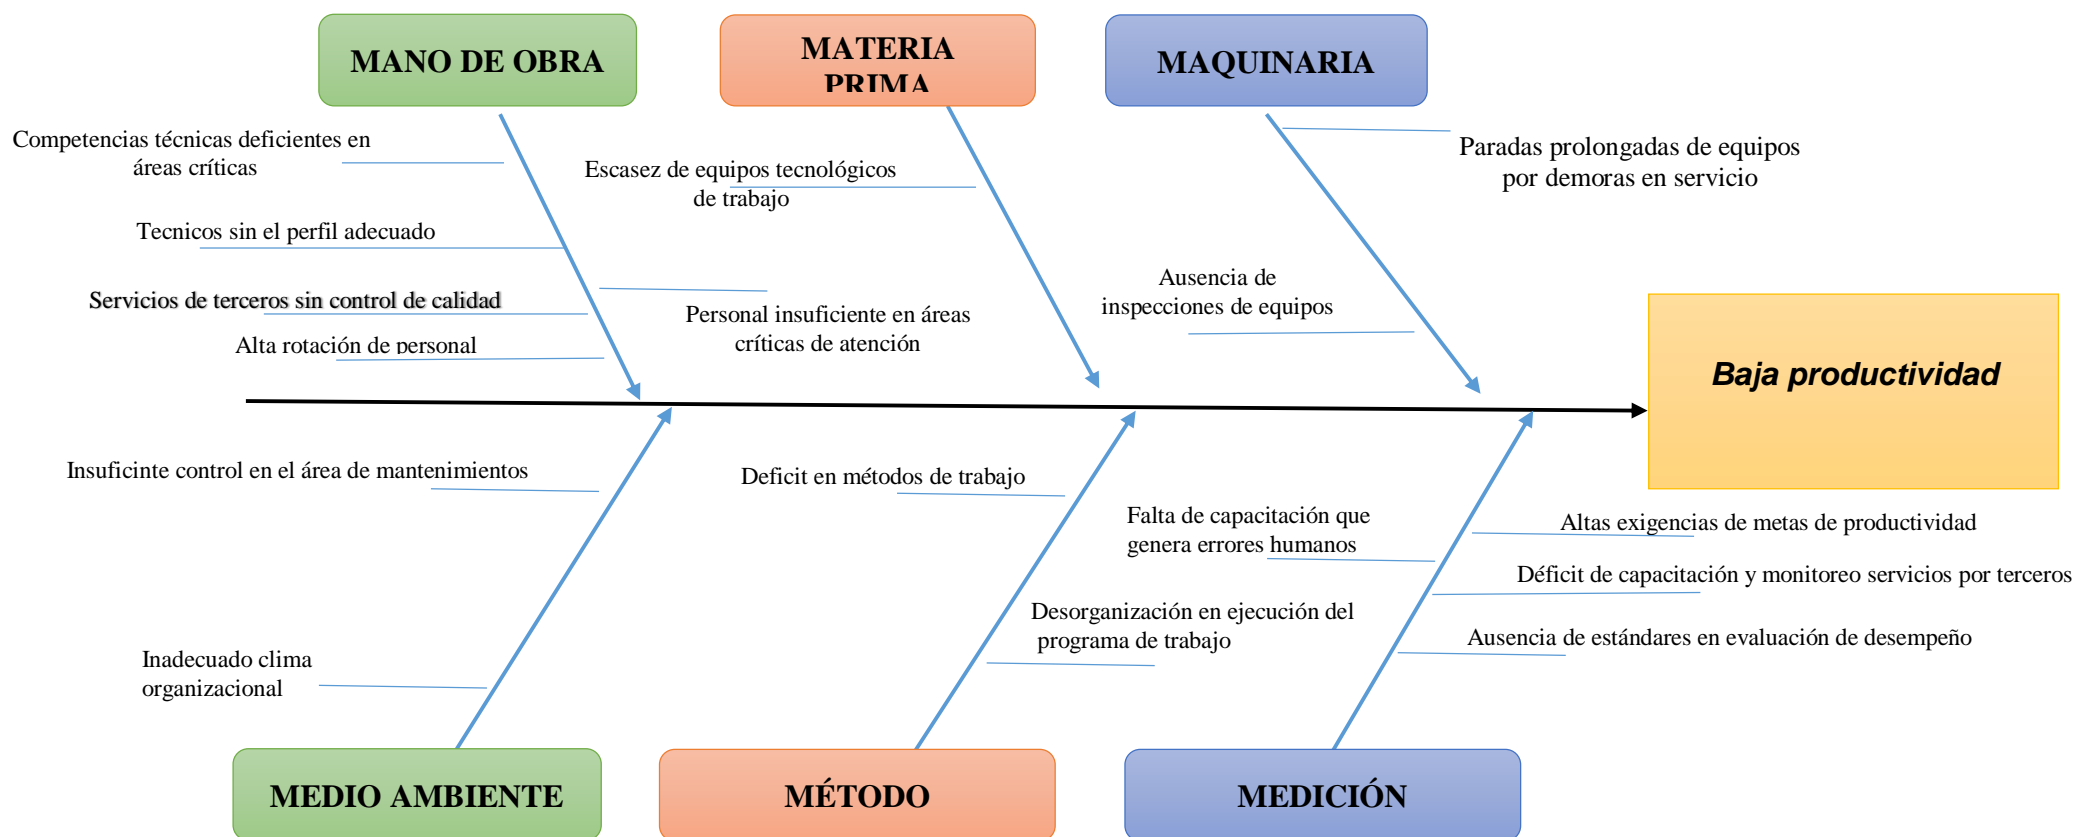 MANO DE OBRA
MATERIA
PRIMA
MAQUINARIA
Competencias técnicas deficientes en
áreas críticas
Tecnicos sin el perfil adecuado
Servicios de terceros sin control de calidad
Alta rotación de personal
Personal insuficiente en áreas
críticas de atención
Escasez de equipos tecnológicos
de trabajo
Paradas prolongadas de equipos
por demoras en servicio
Ausencia de
inspecciones de equipos
Baja productividad
Insuficinte control en el área de mantenimientos
Inadecuado clima
organizacional
Deficit en métodos de trabajo
Desorganización en ejecución del
programa de trabajo
Falta de capacitación que
genera errores humanos
Altas exigencias de metas de productividad
Déficit de capacitación y monitoreo servicios por terceros
Ausencia de estándares en evaluación de desempeño
MEDIO AMBIENTE
MÉTODO
MEDICIÓN